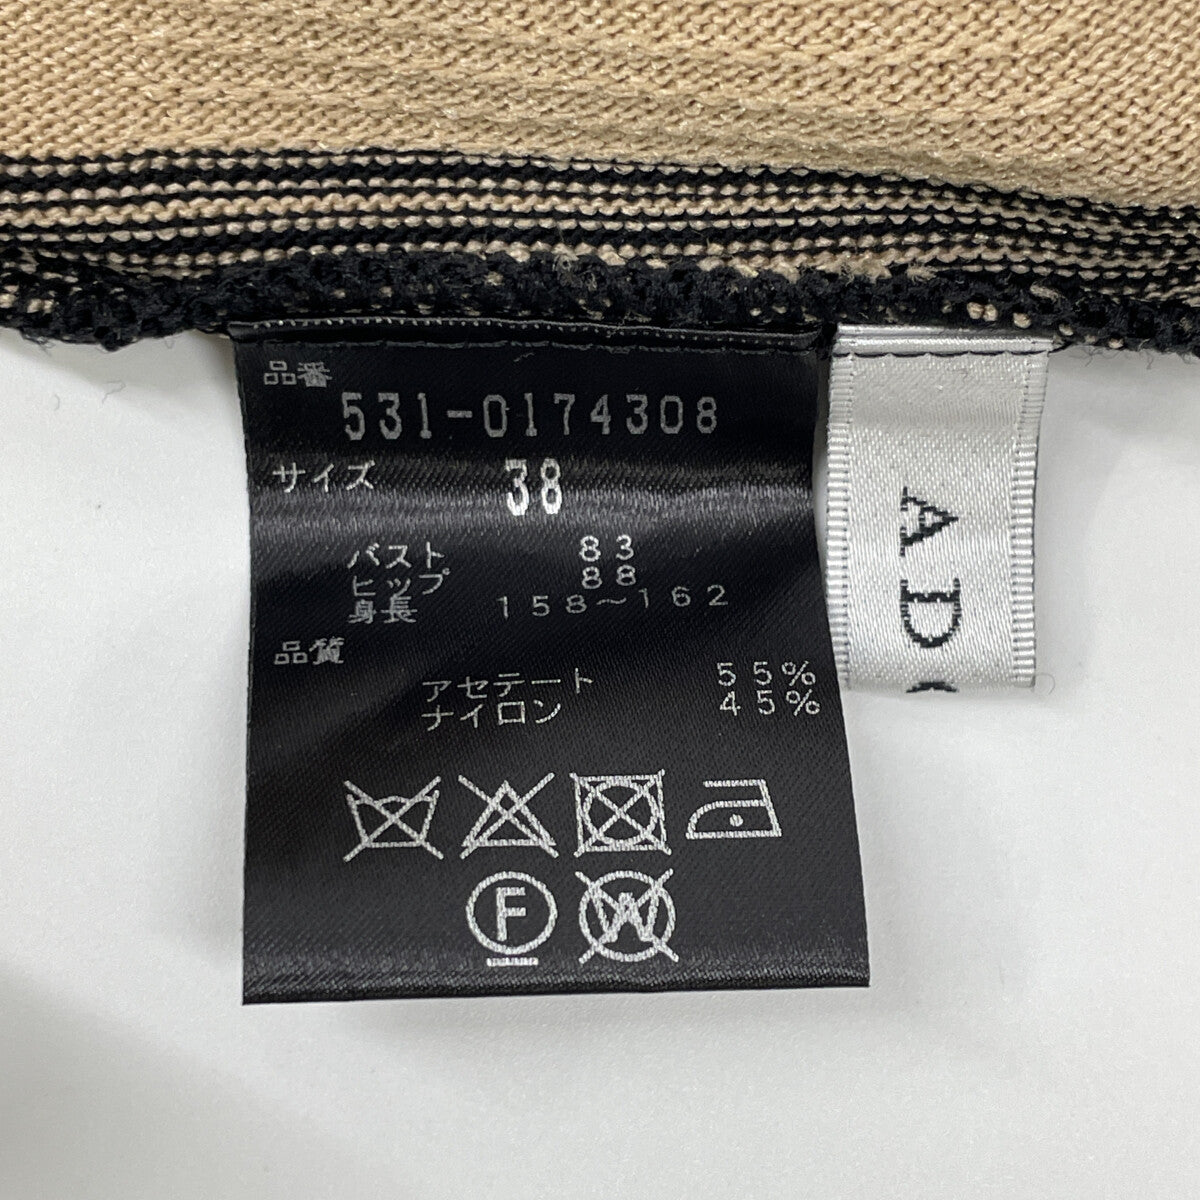 品番
531-0174308
サイズ 38
バスト 83
ヒップ 88
身長 158～162
品質
アセテート 55%
ナイロン 45%
F
W
AD